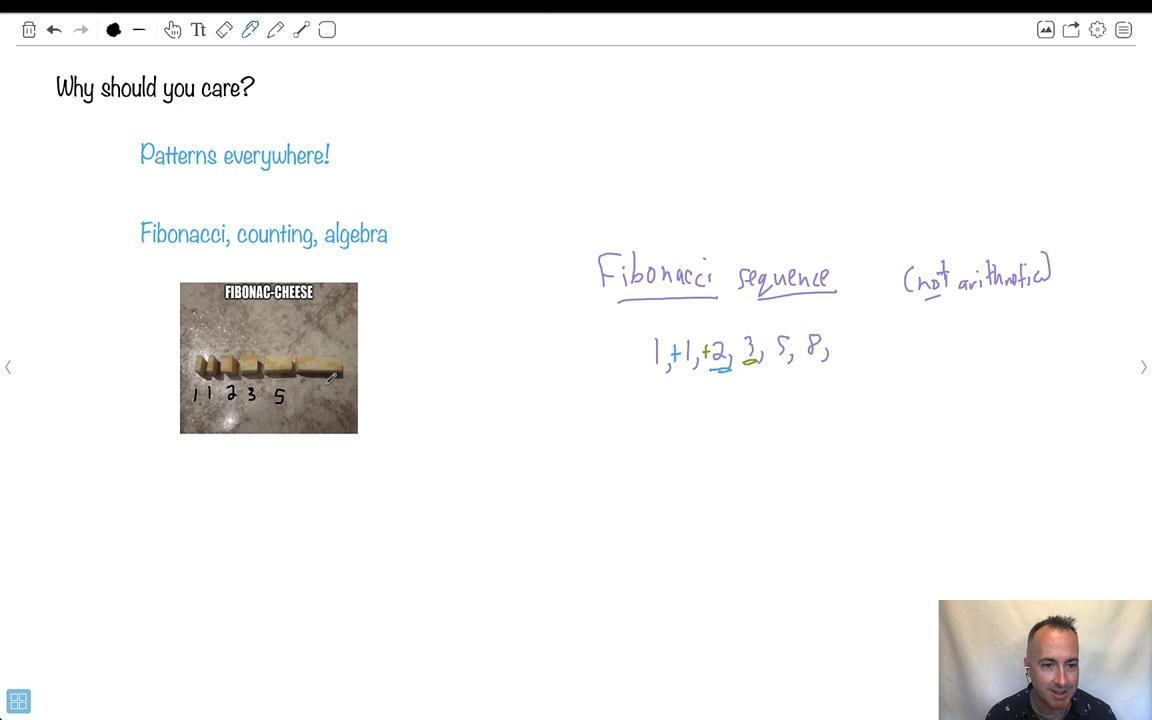 Tt
Why should you care?
Patterns everywhere!
Fibonacci, counting, algebra
FIBONAC-CHEESE
1 1 2 3 5
Fibonacci sequence (not arithmetic)
1, +1, +2, 3, 5, 8,